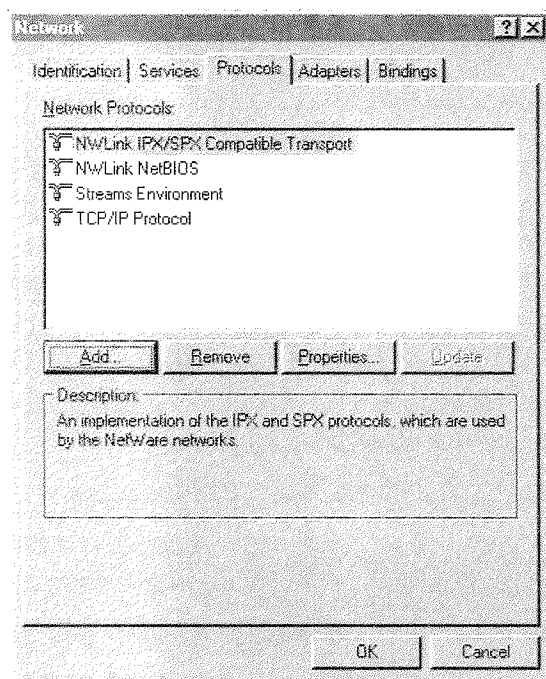 Network
Identification Services Protocols Adapters Bindings
Network Protocols:
NWLink IPX/SPX Compatible Transport
NWLink NetBIOS
Streams Environment
TCP/IP Protocol
Add... Remove Properties... Update
Description:
An implementation of the IPX and SPX protocols, which are used
by the NetWare networks.
OK Cancel